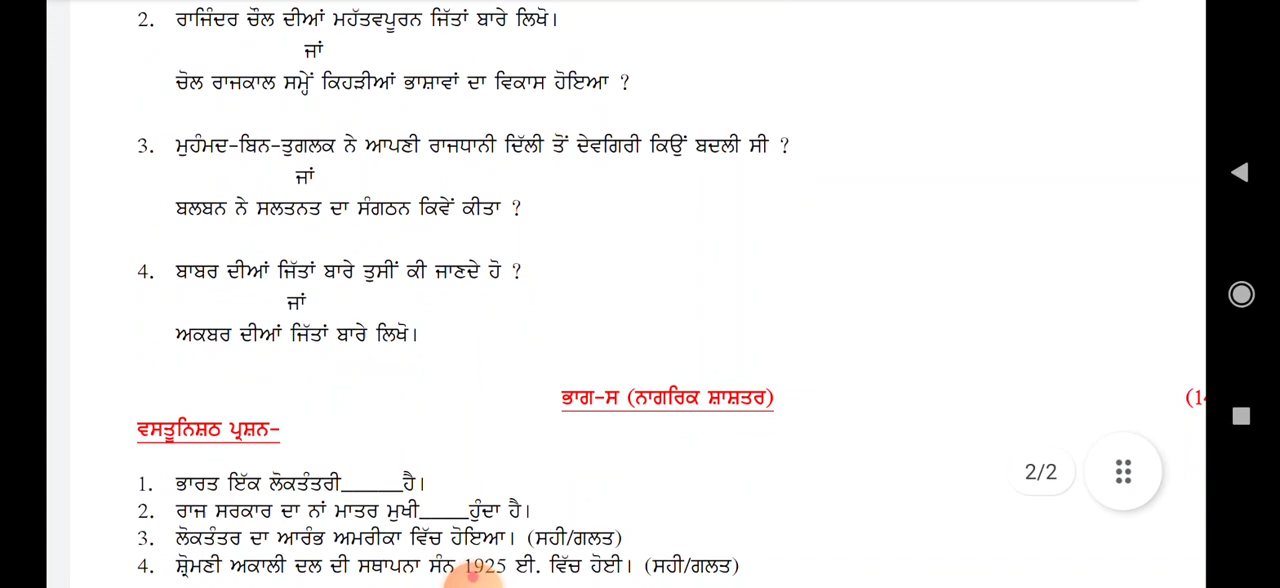 2. ਰਾਜਿੰਦਰ ਚੌਲ ਦੀਆਂ ਮਹੱਤਵਪੂਰਨ ਜਿੱਤਾਂ ਬਾਰੇ ਲਿਖੋ।
ਜਾਂ
ਚੋਲ ਰਾਜਕਾਲ ਸਮ੍ਹੇਂ ਕਿਹੜੀਆਂ ਭਾਸ਼ਾਵਾਂ ਦਾ ਵਿਕਾਸ ਹੋਇਆ ?
3. ਮੁਹੰਮਦ-ਬਿਨ-ਤੁਗਲਕ ਨੇ ਆਪਣੀ ਰਾਜਧਾਨੀ ਦਿੱਲੀ ਤੋਂ ਦੇਵਗਿਰੀ ਕਿਉਂ ਬਦਲੀ ਸੀ ?
ਜਾਂ
ਬਲਬਨ ਨੇ ਸਲਤਨਤ ਦਾ ਸੰਗਠਨ ਕਿਵੇਂ ਕੀਤਾ ?
4. ਬਾਬਰ ਦੀਆਂ ਜਿੱਤਾਂ ਬਾਰੇ ਤੁਸੀਂ ਕੀ ਜਾਣਦੇ ਹੋ ?
ਜਾਂ
ਅਕਬਰ ਦੀਆਂ ਜਿੱਤਾਂ ਬਾਰੇ ਲਿਖੋ।
ਭਾਗ-ਸ (ਨਾਗਰਿਕ ਸ਼ਾਸ਼ਤਰ)
ਵਸਤੂਨਿਸ਼ਠ ਪ੍ਰਸ਼ਨ-
2/2
1. ਭਾਰਤ ਇੱਕ ਲੋਕਤੰਤਰੀ______ਹੈ।
2. ਰਾਜ ਸਰਕਾਰ ਦਾ ਨਾਂ ਮਾਤਰ ਮੁਖੀ_____ਹੁੰਦਾ ਹੈ।
3. ਲੋਕਤੰਤਰ ਦਾ ਆਰੰਭ ਅਮਰੀਕਾ ਵਿੱਚ ਹੋਇਆ। (ਸਹੀ/ਗਲਤ)
4. ਸ਼੍ਰੋਮਣੀ ਅਕਾਲੀ ਦਲ ਦੀ ਸਥਾਪਨਾ ਸੰਨ 1925 ਈ. ਵਿੱਚ ਹੋਈ। (ਸਹੀ/ਗਲਤ)